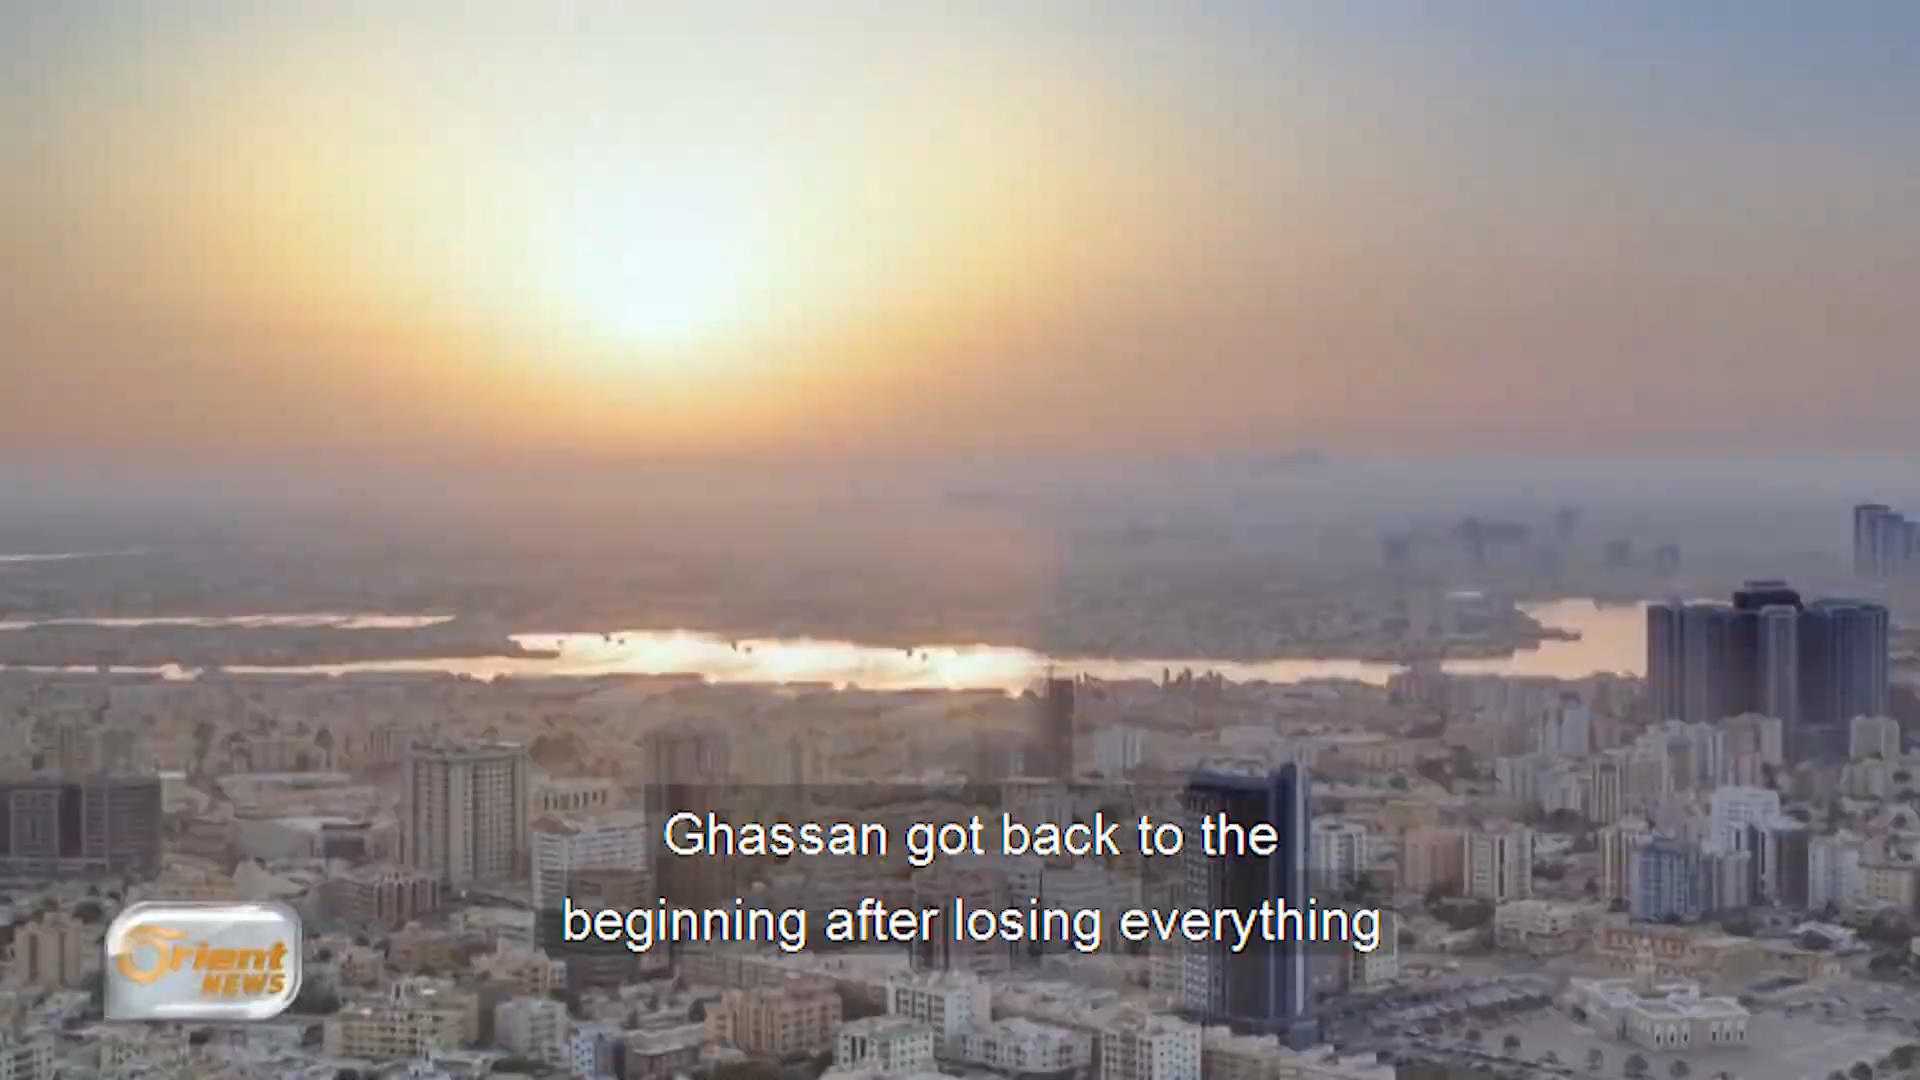 Ghassan got back to the
beginning after losing everything
Orient
NEWS